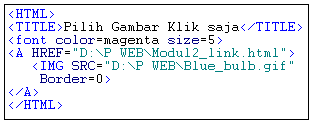 <HTML>
<TITLE>Pilih Gambar Klik saja</TITLE>
<font color=magenta size=5>
<A HREF="D:\P WEB\Modul2_link.html">
<IMG SRC="D:\P WEB\Blue_bulb.gif"
Border=0>
</A>
</HTML>